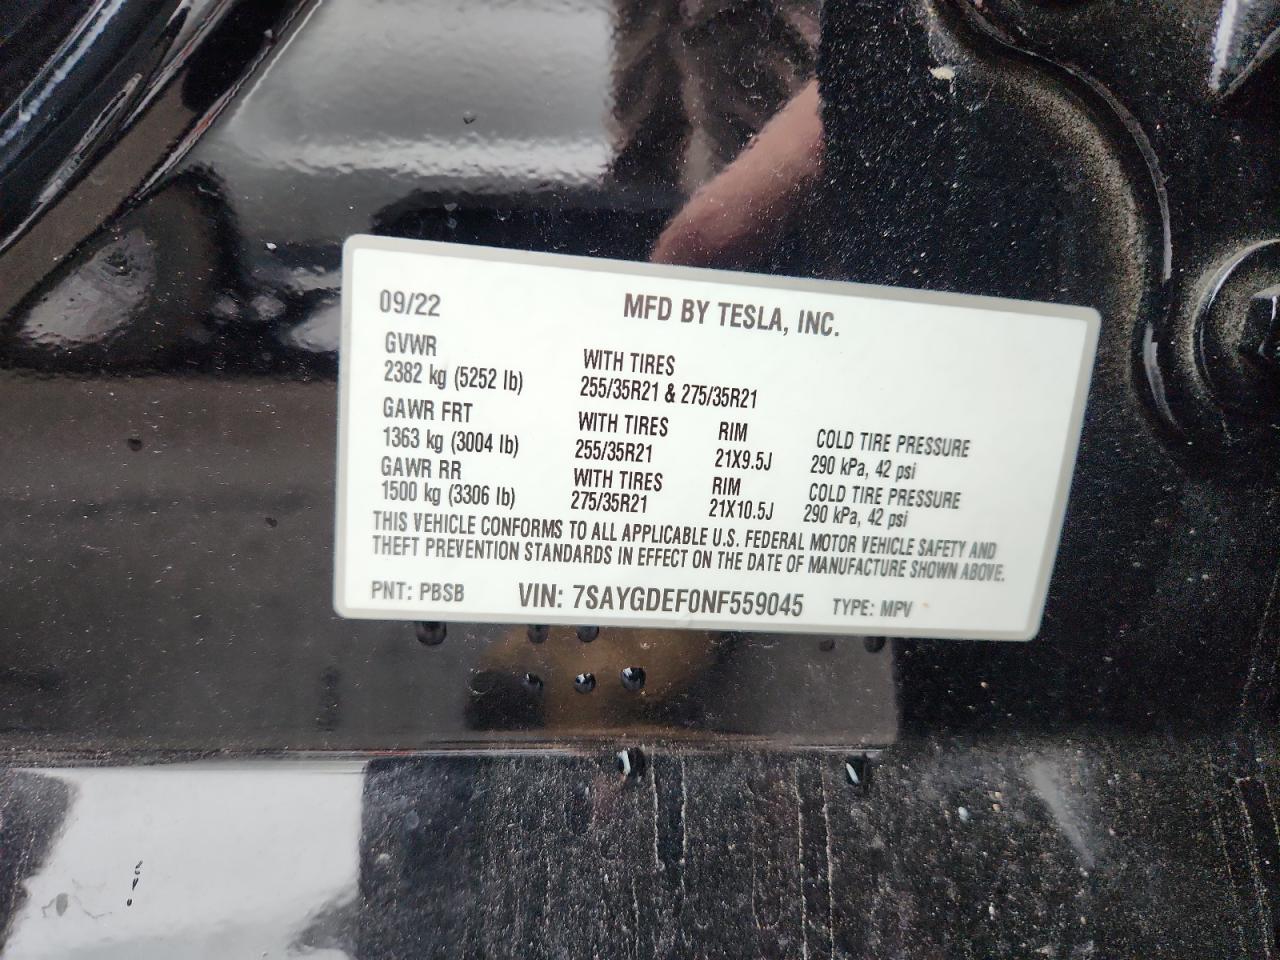 09/22 MFD BY TESLA, INC.
GVWR WITH TIRES
2382 kg (5252 lb) 255/35R21 & 275/35R21
GAWR FRT WITH TIRES RIM COLD TIRE PRESSURE
1363 kg (3004 lb) 255/35R21 21X9.5J 290 kPa, 42 psi
GAWR RR WITH TIRES RIM COLD TIRE PRESSURE
1500 kg (3306 lb) 275/35R21 21X10.5J 290 kPa, 42 psi
THIS VEHICLE CONFORMS TO ALL APPLICABLE U.S. FEDERAL MOTOR VEHICLE SAFETY AND
THEFT PREVENTION STANDARDS IN EFFECT ON THE DATE OF MANUFACTURE SHOWN ABOVE.
PNT: PBSB VIN: 7SAYGDEF0NF559045 TYPE: MPV